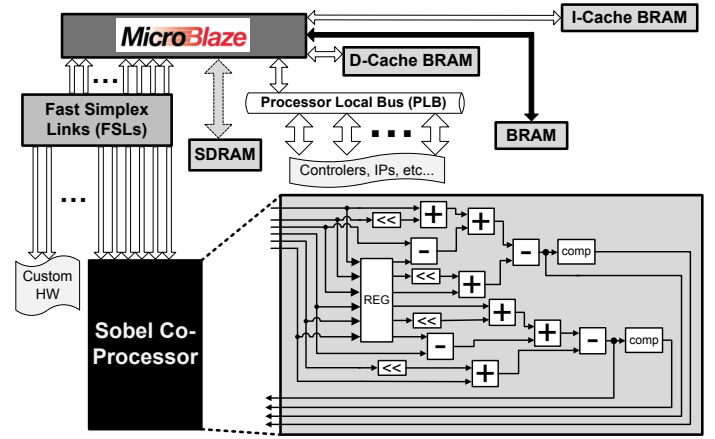 I-Cache BRAM
MicroBlaze
D-Cache BRAM
...
Fast Simplex
Links (FSLs)
Processor Local Bus (PLB)
SDRAM
...
BRAM
Controlers, IPs, etc...
...
Custom
HW
Sobel Co-
Processor
<< + +
- - comp
REG << +
<< + +
- - comp
<< +